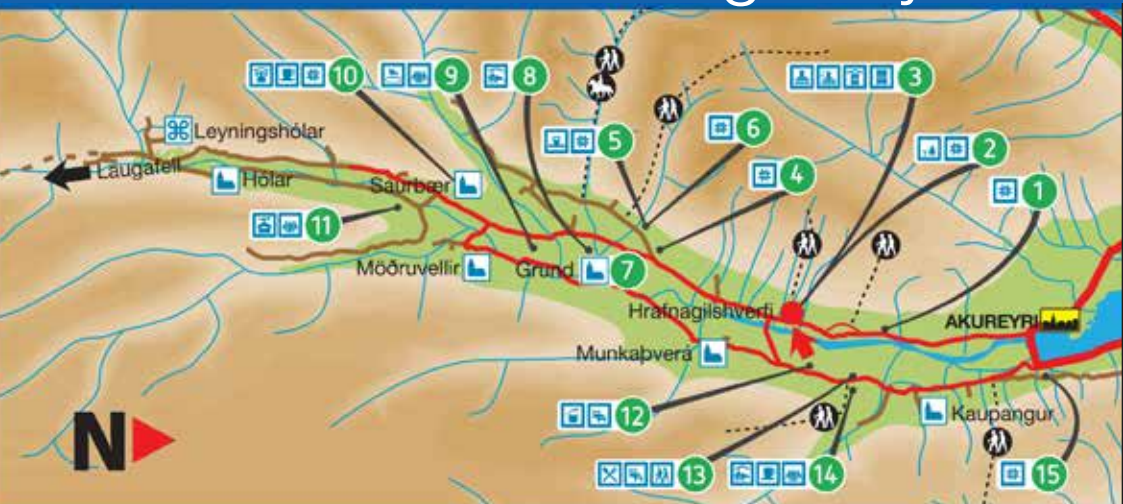 10
9
8
3
6
5
2
4
1
Leyningshólar
Laugafell
Hólar
Saurbær
11
Möðruvellir
Grund
7
Hrafnagilshverfi
AKUREYRI
Munkaþverá
12
Kaupangur
N
13
14
15